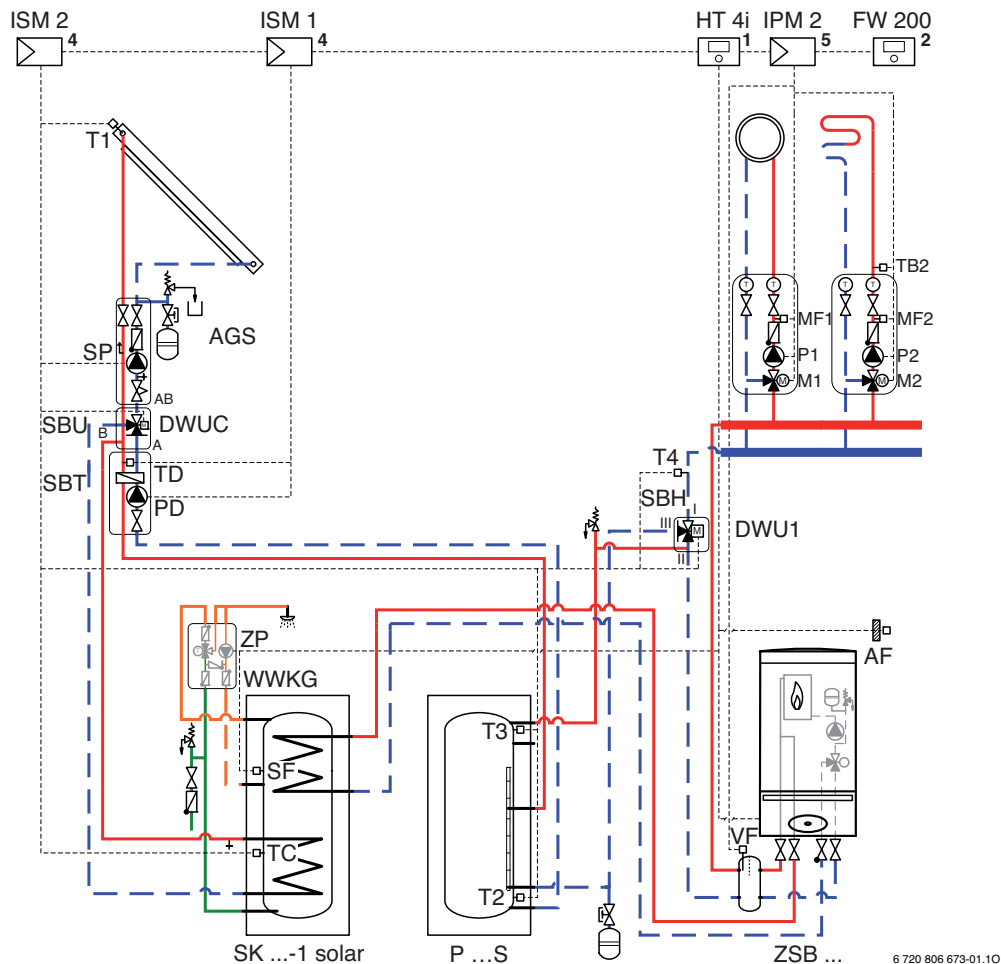 ISM 2
ISM 1
HT 4i
IPM 2
FW 200
4
4
1
5
2
T1
TB2
T
T
T
T
AGS
MF1
MF2
SP
P1
P2
M
M1
M
M2
AB
SBU
DWUC
B
A
T4
SBT
TD
SBH
I
PD
III
M
DWU1
II
ZP
AF
WWKG
T3
SF
VF
TC
T2
SK ...-1 solar
P ...S
ZSB ...
6 720 806 673-01.1O